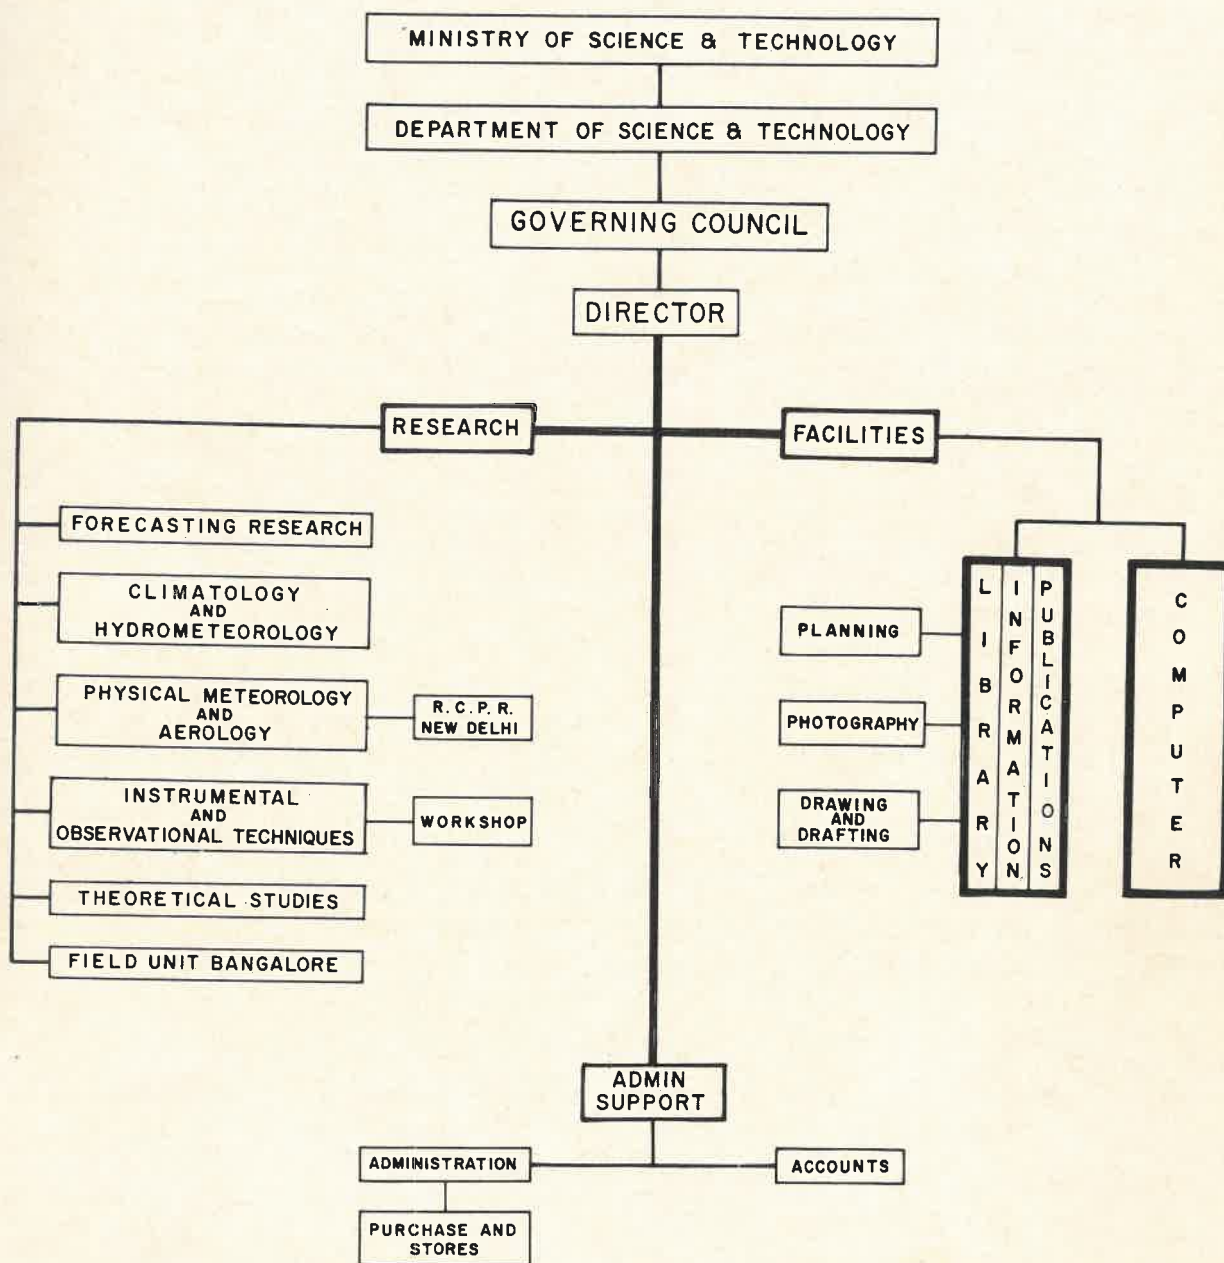 MINISTRY OF SCIENCE & TECHNOLOGY
DEPARTMENT OF SCIENCE & TECHNOLOGY
GOVERNING COUNCIL
DIRECTOR
RESEARCH
FACILITIES
FORECASTING RESEARCH
CLIMATOLOGY
AND
HYDROMETEOROLOGY
PHYSICAL METEOROLOGY
AND
AEROLOGY
R. C. P. R.
NEW DELHI
INSTRUMENTAL
AND
OBSERVATIONAL TECHNIQUES
WORKSHOP
THEORETICAL STUDIES
FIELD UNIT BANGALORE
PLANNING
PHOTOGRAPHY
DRAWING
AND
DRAFTING
LIBRARY
INFORMATION
PUBLICATIONS
COMPUTER
ADMIN
SUPPORT
ADMINISTRATION
ACCOUNTS
PURCHASE AND
STORES